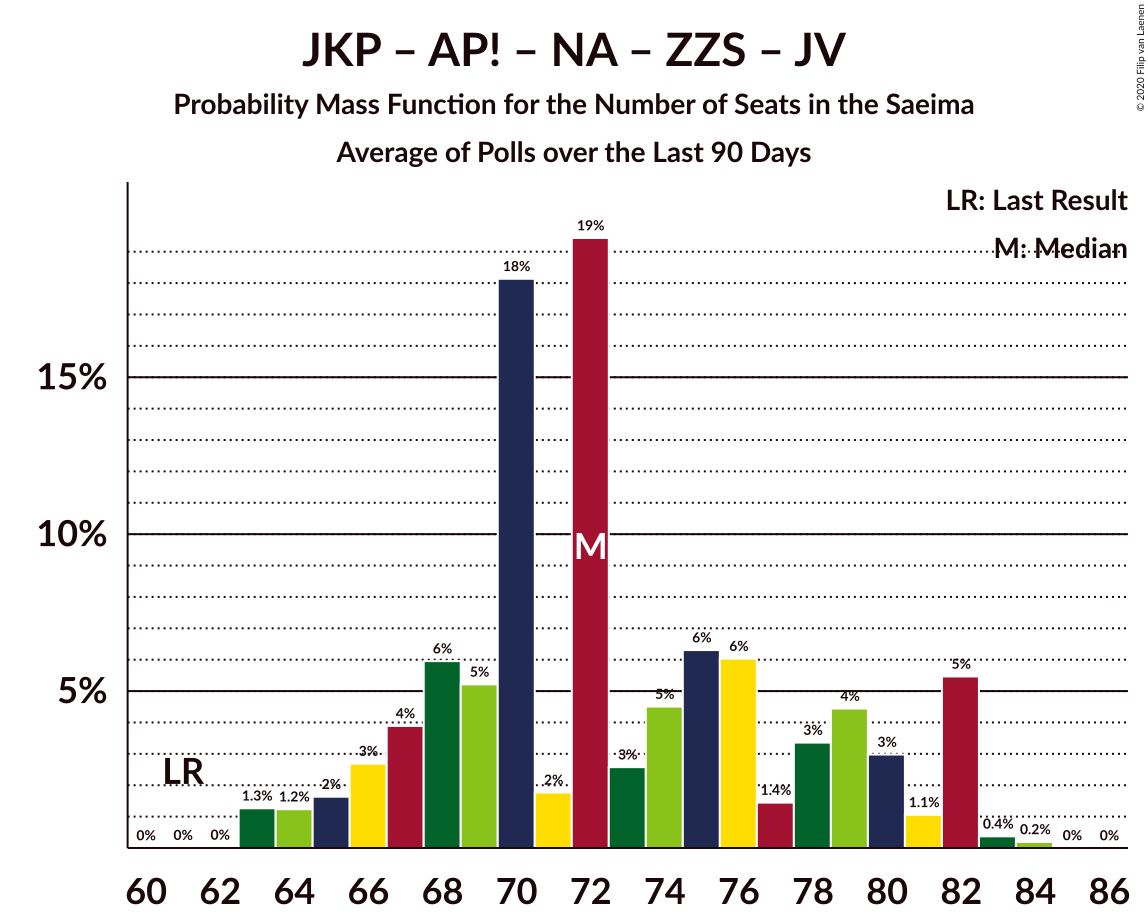 JKP – AP! – NA – ZZS – JV
Probability Mass Function for the Number of Seats in the Saeima
Average of Polls over the Last 90 Days
© 2020 Filip van Laenen
LR: Last Result
M: Median
15%
10%
5%
LR
M
0% 0% 0% 1.3% 1.2% 2% 3% 4% 6% 5% 18% 2% 19% 3% 5% 6% 6% 1.4% 3% 4% 3% 1.1% 5% 0.4% 0.2% 0% 0%
60 62 64 66 68 70 72 74 76 78 80 82 84 86